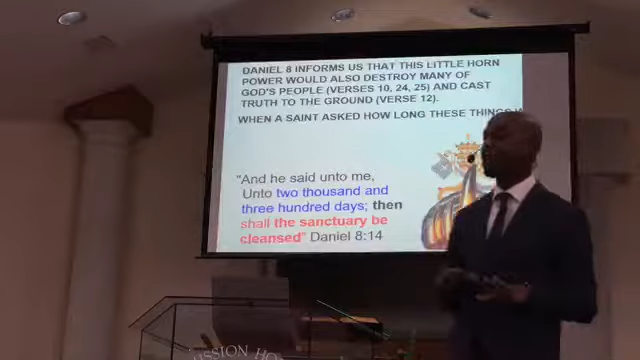 DANIEL 8 INFORMS US THAT THIS LITTLE HORN
POWER WOULD ALSO DESTROY MANY OF
GOD'S PEOPLE (VERSES 10, 24, 25) AND CAST
TRUTH TO THE GROUND (VERSE 12).
WHEN A SAINT ASKED HOW LONG THESE THINGS
"And he said unto me,
Unto two thousand and
three hundred days; then
shall the sanctuary be
cleansed" Daniel 8:14